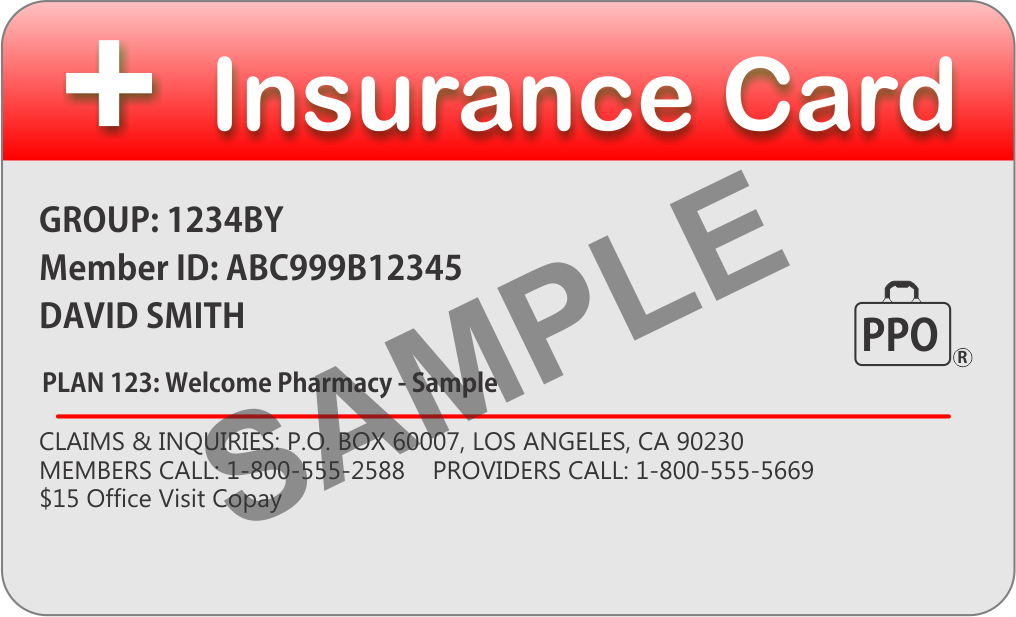 Insurance Card
GROUP: 1234BY
Member ID: ABC999B12345
DAVID SMITH
PPO
®
PLAN 123: Welcome Pharmacy - Sample
SAMPLE
CLAIMS & INQUIRIES: P.O. BOX 60007, LOS ANGELES, CA 90230
MEMBERS CALL: 1-800-555-2588 PROVIDERS CALL: 1-800-555-5669
$15 Office Visit Copay